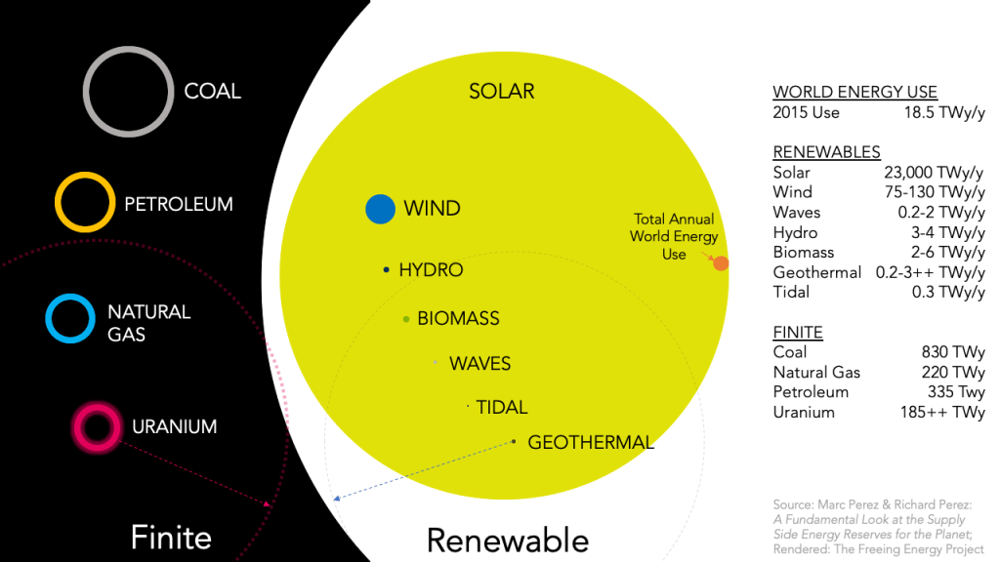 COAL
PETROLEUM
NATURAL
GAS
URANIUM
Finite
SOLAR
WIND
HYDRO
BIOMASS
WAVES
TIDAL
GEOTHERMAL
Total Annual
World Energy
Use
Renewable
WORLD ENERGY USE
2015 Use 18.5 TWy/y
RENEWABLES
Solar 23,000 TWy/y
Wind 75-130 TWy/y
Waves 0.2-2 TWy/y
Hydro 3-4 TWy/y
Biomass 2-6 TWy/y
Geothermal 0.2-3++ TWy/y
Tidal 0.3 TWy/y
FINITE
Coal 830 TWy
Natural Gas 220 TWy
Petroleum 335 Twy
Uranium 185++ TWy
Source: Marc Perez & Richard Perez:
A Fundamental Look at the Supply
Side Energy Reserves for the Planet;
Rendered: The Freeing Energy Project